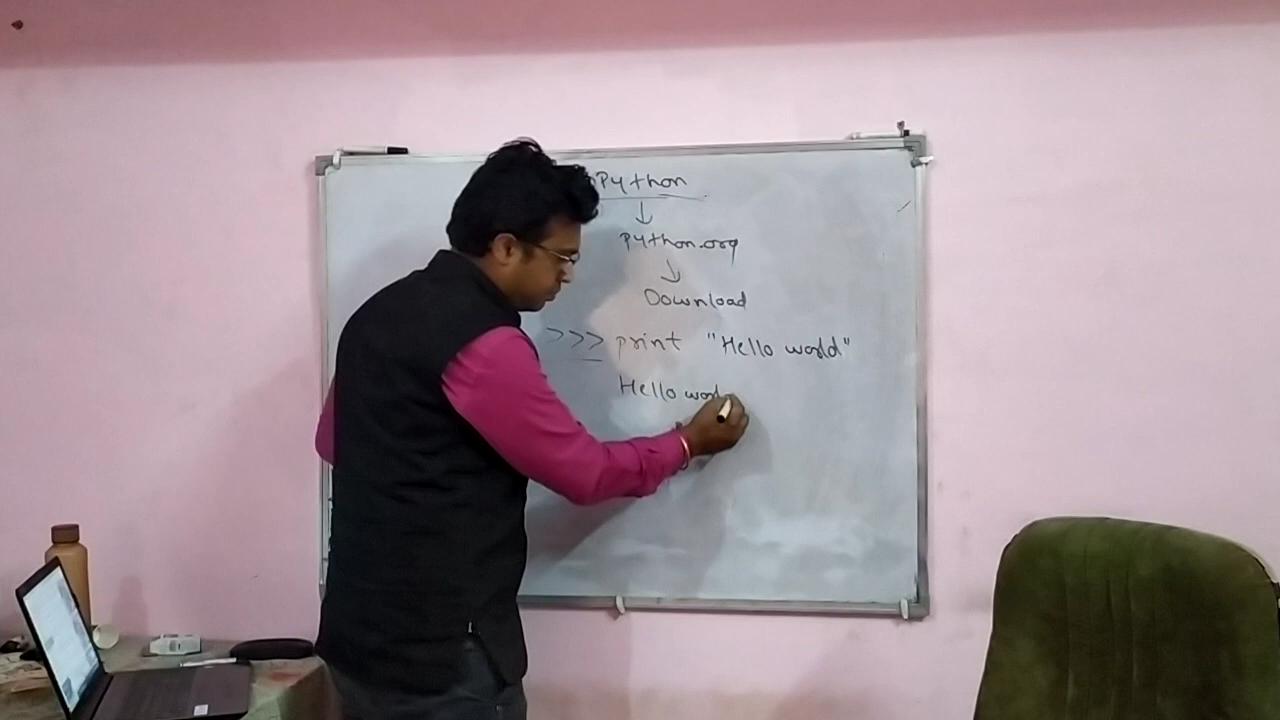 Python
↓
python.org
↓
Download
>>> print "Hello world"
Hello worl